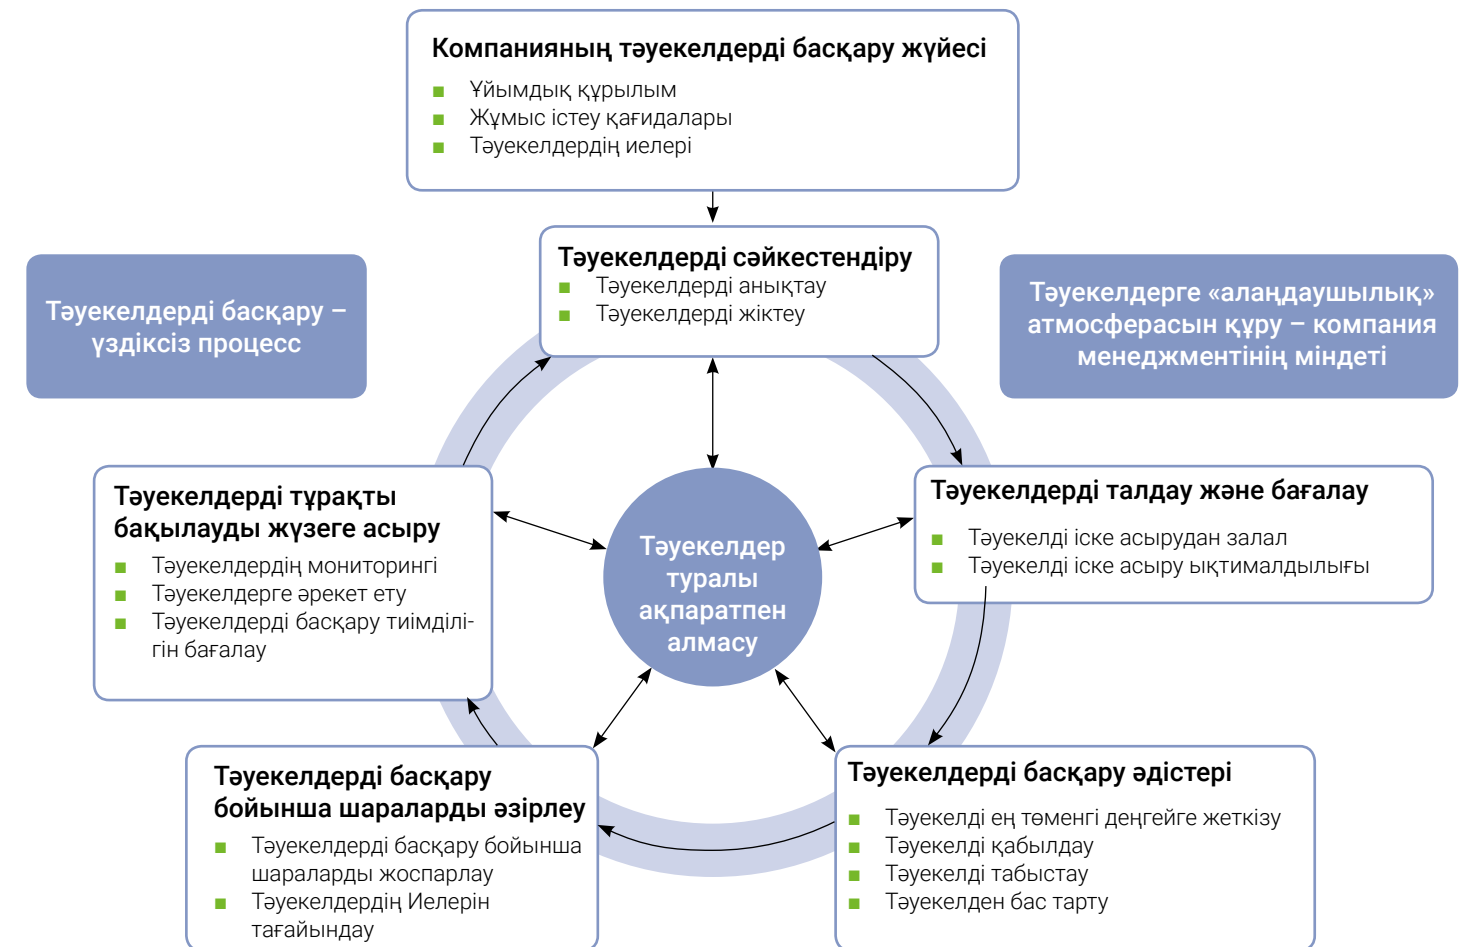 Компанияның тәуекелдерді басқару жүйесі
Ұйымдық құрылым
Жұмыс істеу қағидалары
Тәуекелдердің иелері
Тәуекелдерді басқару –
үздіксіз процесс
Тәуекелдерді сәйкестендіру
Тәуекелдерді анықтау
Тәуекелдерді жіктеу
Тәуекелдерге «алаңдаушылық»
атмосферасын құру – компания
менеджментінің міндеті
Тәуекелдерді тұрақты
бақылауды жүзеге асыру
Тәуекелдердің мониторингі
Тәуекелдерге әрекет ету
Тәуекелдерді басқару тиімділі-
гін бағалау
Тәуекелдер
туралы
ақпаратпен
алмасу
Тәуекелдерді талдау және бағалау
Тәуекелді іске асырудан залал
Тәуекелді іске асыру ықтималдылығы
Тәуекелдерді басқару
бойынша шараларды әзірлеу
Тәуекелдерді басқару бойынша
шараларды жоспарлау
Тәуекелдердің Иелерін
тағайындау
Тәуекелдерді басқару әдістері
Тәуекелді ең төменгі деңгейге жеткізу
Тәуекелді қабылдау
Тәуекелді табыстау
Тәуекелден бас тарту